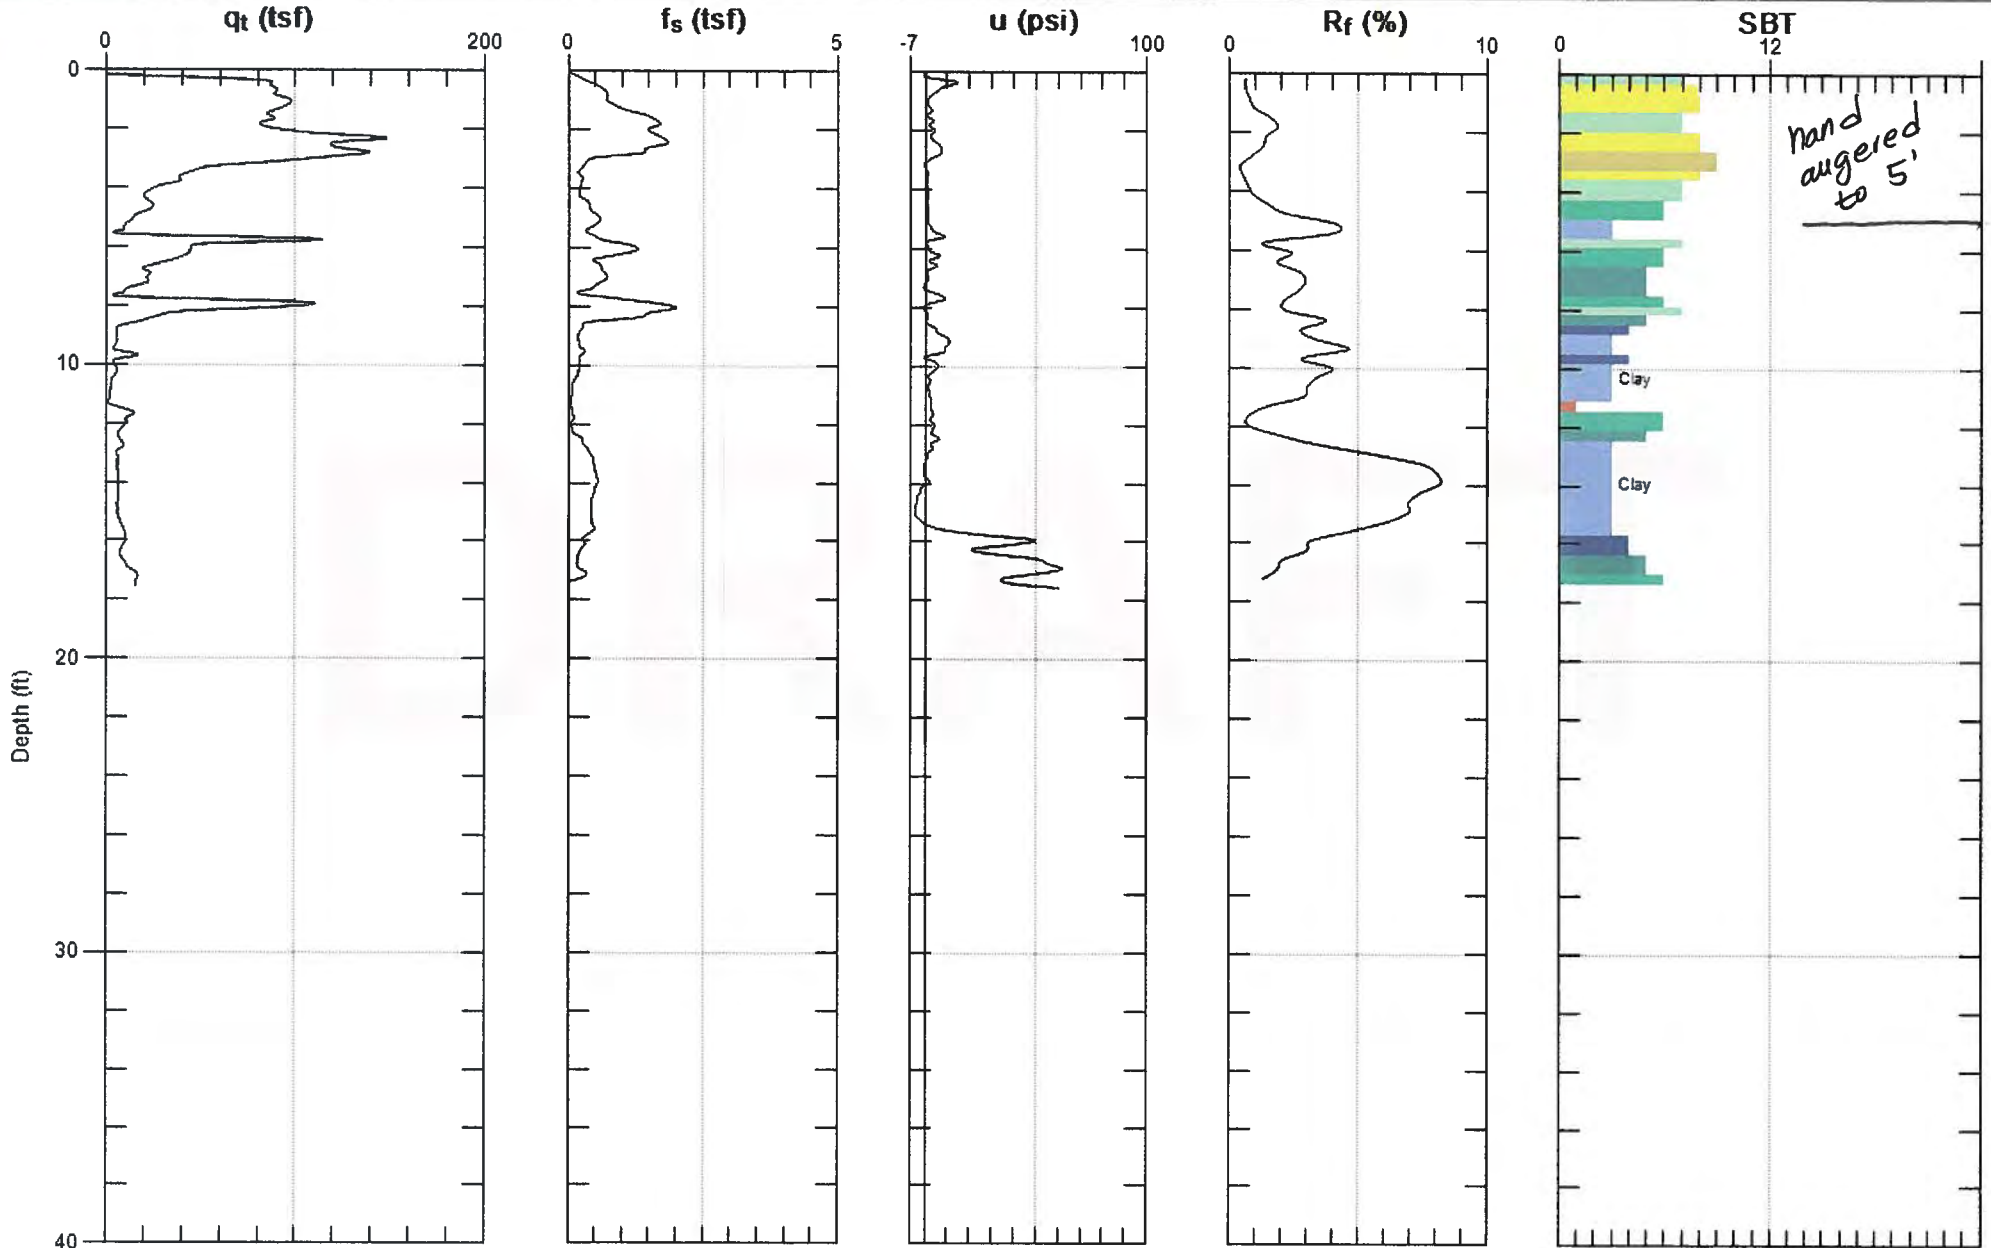 qt (tsf)
fs (tsf)
u (psi)
Rf (%)
SBT
0
200
0
5
-7
100
0
10
0
12
0
10
20
30
40
Depth (ft)
hand
augered
to 5'
Clay
Clay
DRAFT